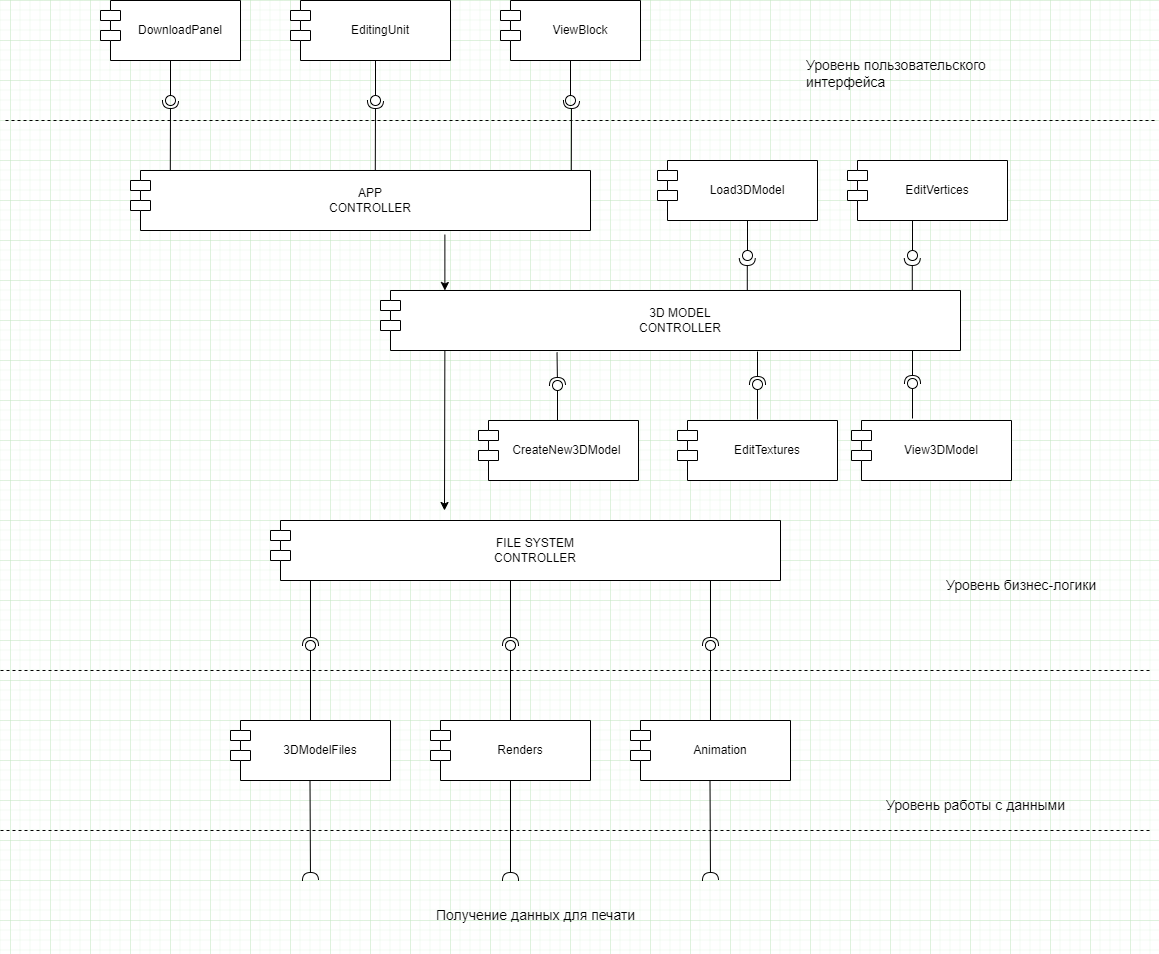 DownloadPanel
EditingUnit
ViewBlock
Уровень пользовательского
интерфейса
APP
CONTROLLER
Load3DModel
EditVertices
3D MODEL
CONTROLLER
CreateNew3DModel
EditTextures
View3DModel
FILE SYSTEM
CONTROLLER
Уровень бизнес-логики
3DModelFiles
Renders
Animation
Уровень работы с данными
Получение данных для печати